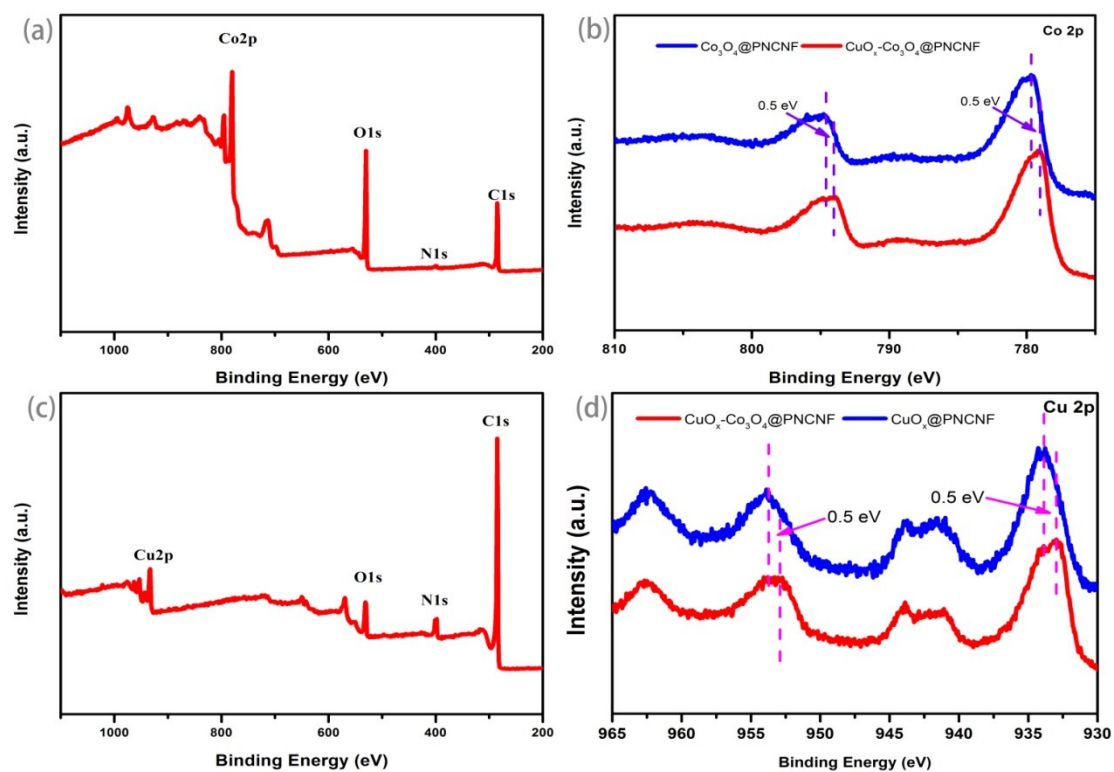 (a)
Co2p
O1s
N1s
C1s
Intensity (a.u.)
1000 800 600 400 200
Binding Energy (eV)
(b)
Co 2p
Co₃O₄@PNCNF CuOₓ-Co₃O₄@PNCNF
0.5 eV
0.5 eV
Intensity (a.u.)
810 800 790 780
Binding Energy (eV)
(c)
C1s
Cu2p
O1s
N1s
Intensity (a.u.)
1000 800 600 400 200
Binding Energy (eV)
(d)
Cu 2p
CuOₓ-Co₃O₄@PNCNF CuOₓ@PNCNF
0.5 eV
0.5 eV
Intensity (a.u.)
965 960 955 950 945 940 935 930
Binding Energy (eV)